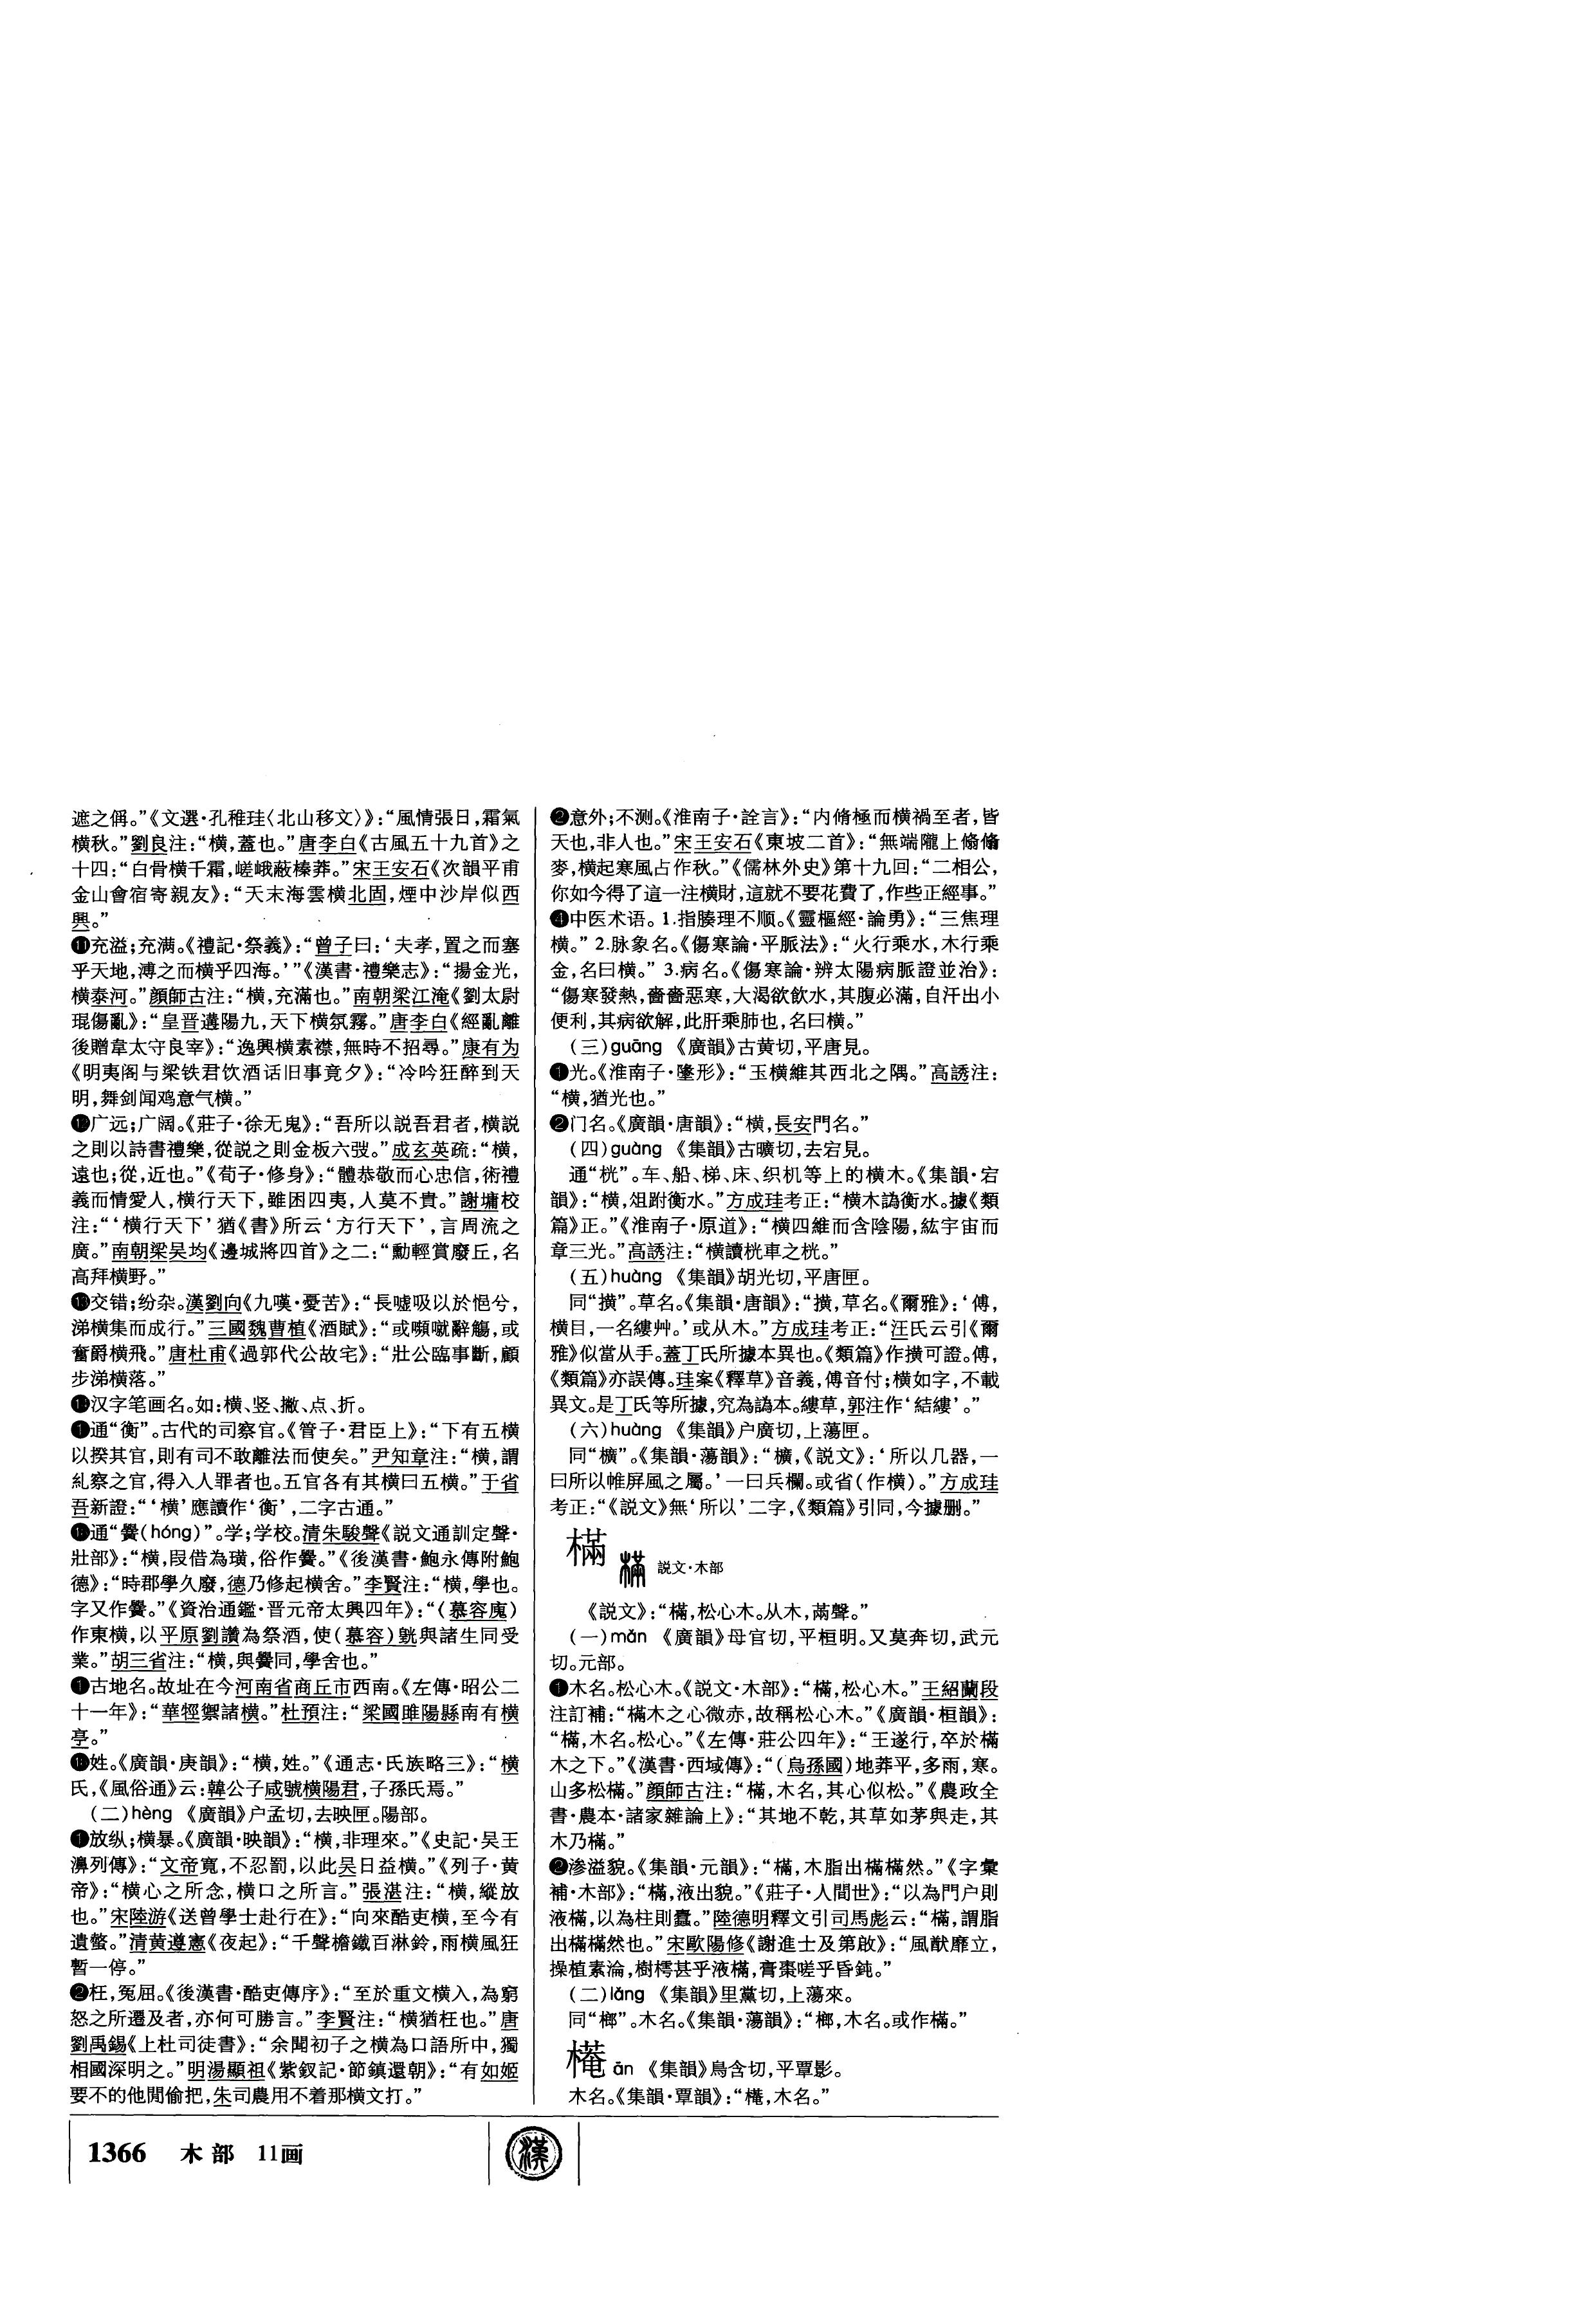 遮之偁。”《文選·孔稚珪〈北山移文〉》：“風情張日，霜氣
横秋。”劉良注：“横，蓋也。”唐李白《古風五十九首》之
十四：“白骨横千霜，嵯峨蔽榛莽。”宋王安石《次韻平甫
金山會宿寄親友》：“天末海雲横北固，煙中沙岸似西
興。”
⓫充溢；充满。《禮記·祭義》：“曾子曰：‘夫孝，置之而塞
乎天地，溥之而横乎四海。’”《漢書·禮樂志》：“揚金光，
横泰河。”顔師古注：“横，充滿也。”南朝梁江淹《劉太尉
琨傷亂》：“皇晋遘陽九，天下横氛霧。”唐李白《經亂離
後贈韋太守良宰》：“逸興横素襟，無時不招尋。”康有为
《明夷阁与梁铁君饮酒话旧事竟夕》：“冷吟狂醉到天
明，舞剑闻鸡意气横。”
⓬广远；广阔。《莊子·徐无鬼》：“吾所以説吾君者，横説
之則以詩書禮樂，從説之則金板六弢。”成玄英疏：“横，
遠也；從，近也。”《荀子·修身》：“體恭敬而心忠信，術禮
義而情愛人，横行天下，雖困四夷，人莫不貴。”謝墉校
注：“‘横行天下’猶《書》所云‘方行天下’，言周流之
廣。”南朝梁吴均《邊城將四首》之二：“勳輕賞廢丘，名
高拜横野。”
⓭交错；纷杂。漢劉向《九嘆·憂苦》：“長嘘吸以於悒兮，
涕横集而成行。”三國魏曹植《酒賦》：“或嚬噈辭觴，或
奮爵横飛。”唐杜甫《過郭代公故宅》：“壯公臨事斷，顧
步涕横落。”
⓮汉字笔画名。如：横、竖、撇、点、折。
⓯通“衡”。古代的司察官。《管子·君臣上》：“下有五横
以揆其官，則有司不敢離法而使矣。”尹知章注：“横，謂
糺察之官，得入人罪者也。五官各有其横曰五横。”于省
吾新證：“‘横’應讀作‘衡’，二字古通。”
⓰通“黌（hóng）”。学；学校。清朱駿聲《説文通訓定聲·
壯部》：“横，叚借為璜，俗作黌。”《後漢書·鮑永傳附鮑
德》：“時郡學久廢，德乃修起横舍。”李賢注：“横，學也。
字又作黌。”《資治通鑑·晋元帝太興四年》：“（慕容廆）
作東横，以平原劉讚為祭酒，使（慕容）皝與諸生同受
業。”胡三省注：“横，與黌同，學舍也。”
⓱古地名。故址在今河南省商丘市西南。《左傳·昭公二
十一年》：“華牼禦諸横。”杜預注：“梁國睢陽縣南有横
亭。”
⓲姓。《廣韻·庚韻》：“横，姓。”《通志·氏族略三》：“横
氏，《風俗通》云：韓公子咸號横陽君，子孫氏焉。”
（二）hèng 《廣韻》户孟切，去映匣。陽部。
❶放纵；横暴。《廣韻·映韻》：“横，非理來。”《史記·吴王
濞列傳》：“文帝寬，不忍罰，以此吴日益横。”《列子·黄
帝》：“横心之所念，横口之所言。”張湛注：“横，縱放
也。”宋陸游《送曾學士赴行在》：“向來酷吏横，至今有
遺螫。”清黄遵憲《夜起》：“千聲檐鐵百淋鈴，雨横風狂
暫一停。”
❷枉，冤屈。《後漢書·酷吏傳序》：“至於重文横入，為窮
怒之所遷及者，亦何可勝言。”李賢注：“横猶枉也。”唐
劉禹錫《上杜司徒書》：“余聞初子之横為口語所中，獨
相國深明之。”明湯顯祖《紫釵記·節鎮還朝》：“有如姬
要不的他閒偷把，朱司農用不着那横文打。”
❷意外；不测。《淮南子·詮言》：“内脩極而横禍至者，皆
天也，非人也。”宋王安石《東坡二首》：“無端隴上翛翛
麥，横起寒風占作秋。”《儒林外史》第十九回：“二相公，
你如今得了這一注横財，這就不要花費了，作些正經事。”
❹中医术语。1.指腠理不顺。《靈樞經·論勇》：“三焦理
横。” 2.脉象名。《傷寒論·平脈法》：“火行乘水，木行乘
金，名曰横。” 3.病名。《傷寒論·辨太陽病脈證並治》：
“傷寒發熱，嗇嗇惡寒，大渴欲飲水，其腹必滿，自汗出小
便利，其病欲解，此肝乘肺也，名曰横。”
（三）guāng 《廣韻》古黄切，平唐見。
❶光。《淮南子·墬形》：“玉横維其西北之隅。”高誘注：
“横，猶光也。”
❷门名。《廣韻·唐韻》：“横，長安門名。”
（四）guàng 《集韻》古曠切，去宕見。
通“桄”。车、船、梯、床、织机等上的横木。《集韻·宕
韻》：“横，俎跗衡水。”方成珪考正：“横木譌衡水。據《類
篇》正。”《淮南子·原道》：“横四維而含陰陽，紘宇宙而
章三光。”高誘注：“横讀桄車之桄。”
（五）huàng 《集韻》胡光切，平唐匣。
同“撗”。草名。《集韻·唐韻》：“撗，草名。《爾雅》：‘傅，
横目，一名縷艸。’或从木。”方成珪考正：“汪氏云引《爾
雅》似當从手。蓋丁氏所據本異也。《類篇》作撗可證。傅，
《類篇》亦誤傳。珪案《釋草》音義，傅音付；横如字，不載
異文。是丁氏等所據，究為譌本。縷草，郭注作‘結縷’。”
（六）huàng 《集韻》户廣切，上蕩匣。
同“櫎”。《集韻·蕩韻》：“櫎，《説文》：‘所以几器，一
曰所以帷屏風之屬。’一曰兵欄。或省（作横）。”方成珪
考正：“《説文》無‘所以’二字，《類篇》引同，今據删。”
樠 樠 説文·木部
《説文》：“樠，松心木。从木，㒼聲。”
（一）mán 《廣韻》母官切，平桓明。又莫奔切，武元
切。元部。
❶木名。松心木。《説文·木部》：“樠，松心木。”王紹蘭段
注訂補：“樠木之心微赤，故稱松心木。”《廣韻·桓韻》：
“樠，木名。松心。”《左傳·莊公四年》：“王遂行，卒於樠
木之下。”《漢書·西域傳》：“（烏孫國）地莽平，多雨，寒。
山多松樠。”顔師古注：“樠，木名，其心似松。”《農政全
書·農本·諸家雜論上》：“其地不乾，其草如茅與走，其
木乃樠。”
❷渗溢貌。《集韻·元韻》：“樠，木脂出樠樠然。”《字彙
補·木部》：“樠，液出貌。”《莊子·人間世》：“以為門户則
液樠，以為柱則蠹。”陸德明釋文引司馬彪云：“樠，謂脂
出樠樠然也。”宋歐陽修《謝進士及第啟》：“風猷靡立，
操植素淪，樹樗甚乎液樠，膏棗嗟乎昏鈍。”
（二）lǎng 《集韻》里黨切，上蕩來。
同“榔”。木名。《集韻·蕩韻》：“榔，木名。或作樠。”
㯏 ān 《集韻》烏含切，平覃影。
木名。《集韻·覃韻》：“㯏，木名。”
1366 木部 11画
漢